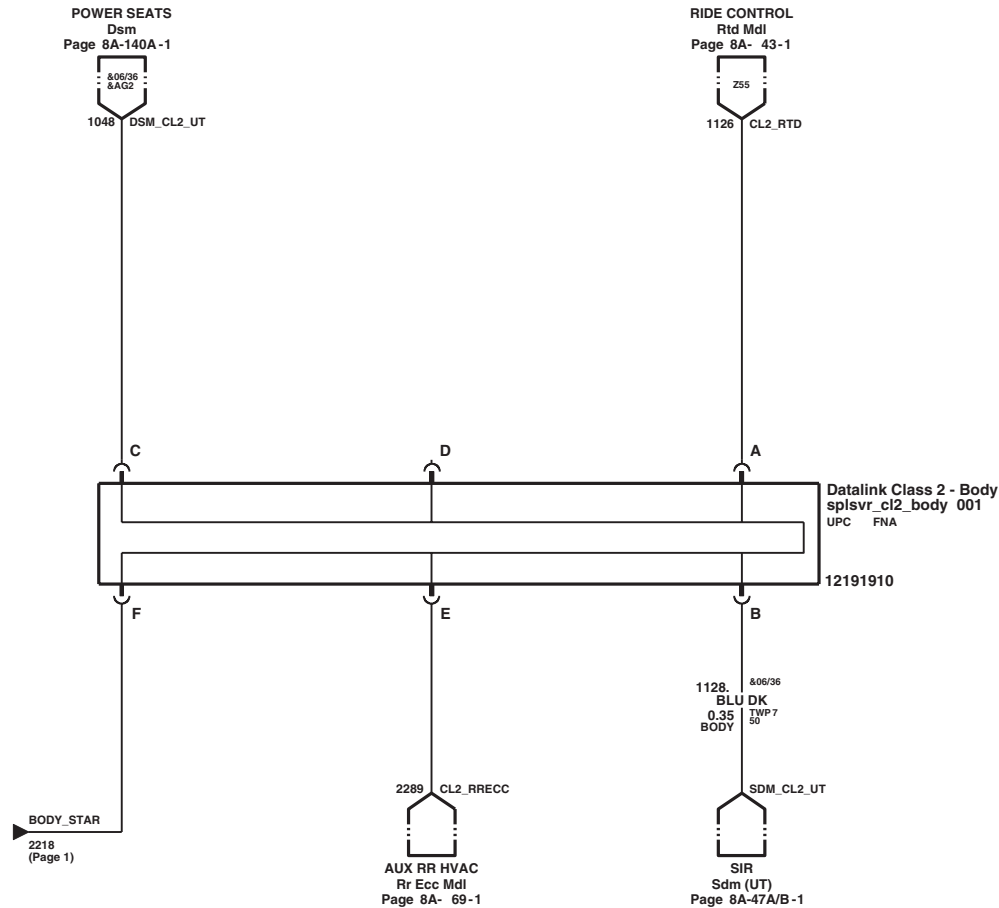 POWER SEATS
Dsm
Page 8A-140A-1
&06/36
&AG2
1048 DSM_CL2_UT
RIDE CONTROL
Rtd Mdl
Page 8A- 43-1
Z55
1126 CL2_RTD
C
D
A
Datalink Class 2 - Body
splsvr_cl2_body 001
UPC FNA
12191910
F
E
B
1128. &06/36
BLU DK
0.35 TWP7
BODY 50
2289 CL2_RRECC
SDM_CL2_UT
BODY_STAR
2218
(Page 1)
AUX RR HVAC
Rr Ecc Mdl
Page 8A- 69-1
SIR
Sdm (UT)
Page 8A-47A/B-1